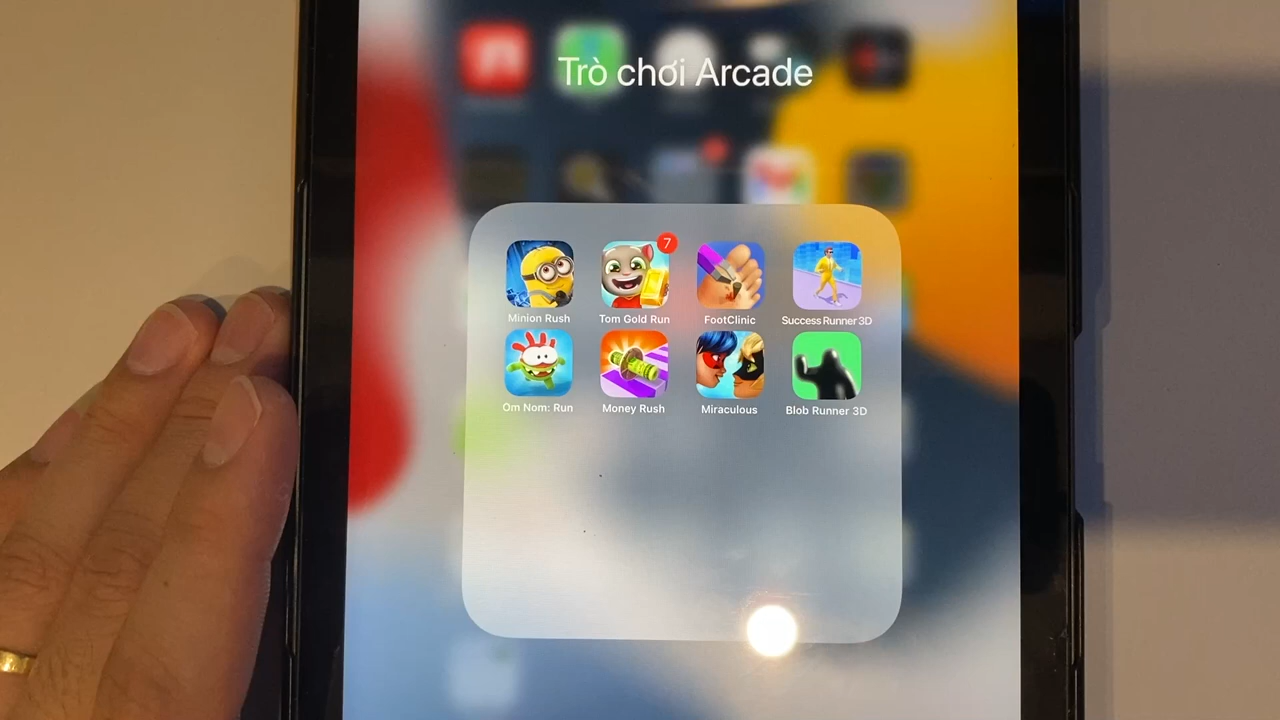 Trò chơi Arcade
7
Minion Rush
Tom Gold Run
FootClinic
Success Runner 3D
Om Nom: Run
Money Rush
Miraculous
Blob Runner 3D